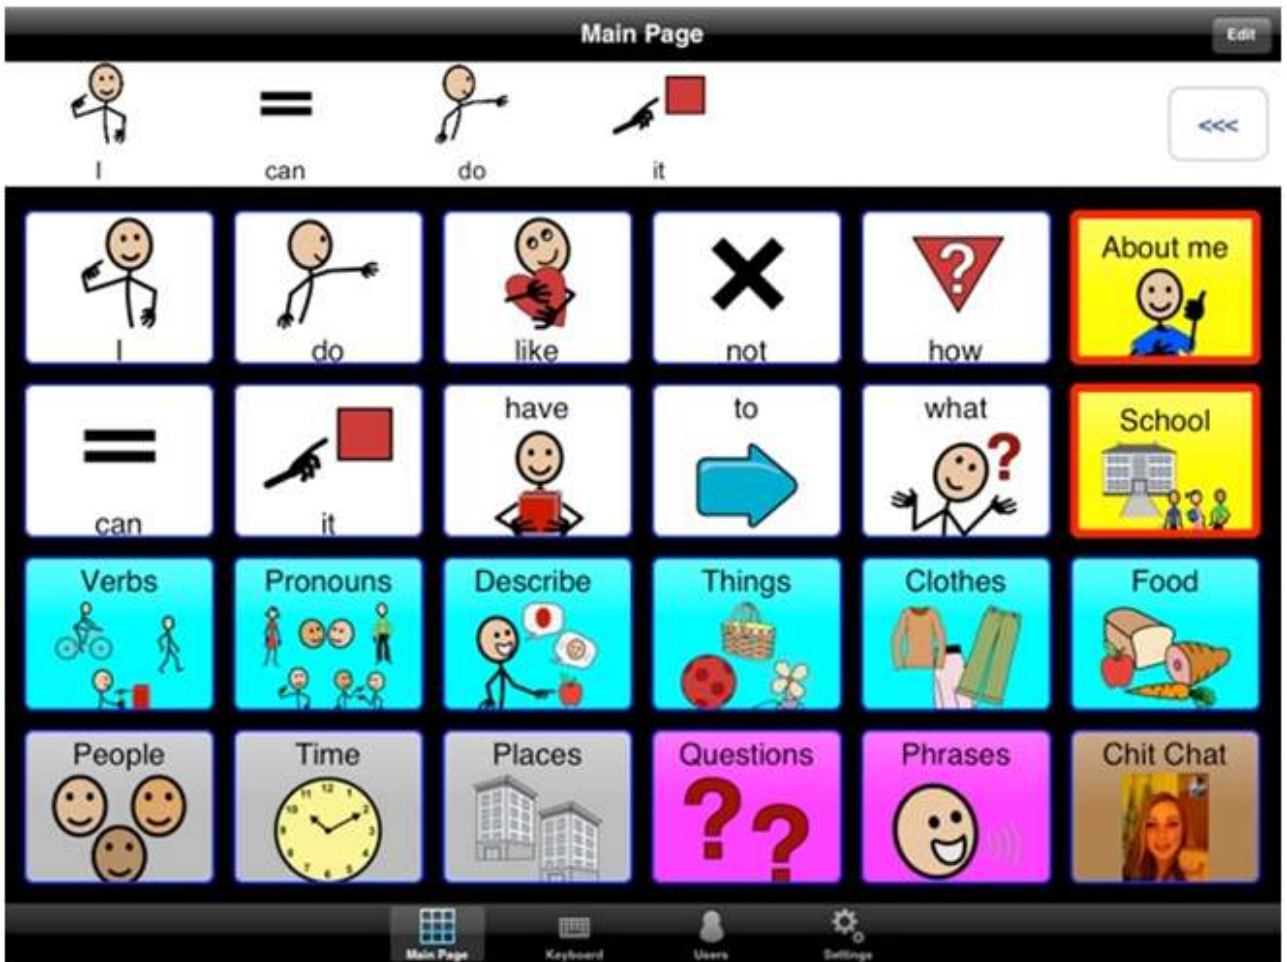 Main Page
Edit
I can do it
<<<
I do like not how About me
can it have to what School
Verbs Pronouns Describe Things Clothes Food
People Time Places Questions Phrases Chit Chat
Main Page Keyboard Users Settings